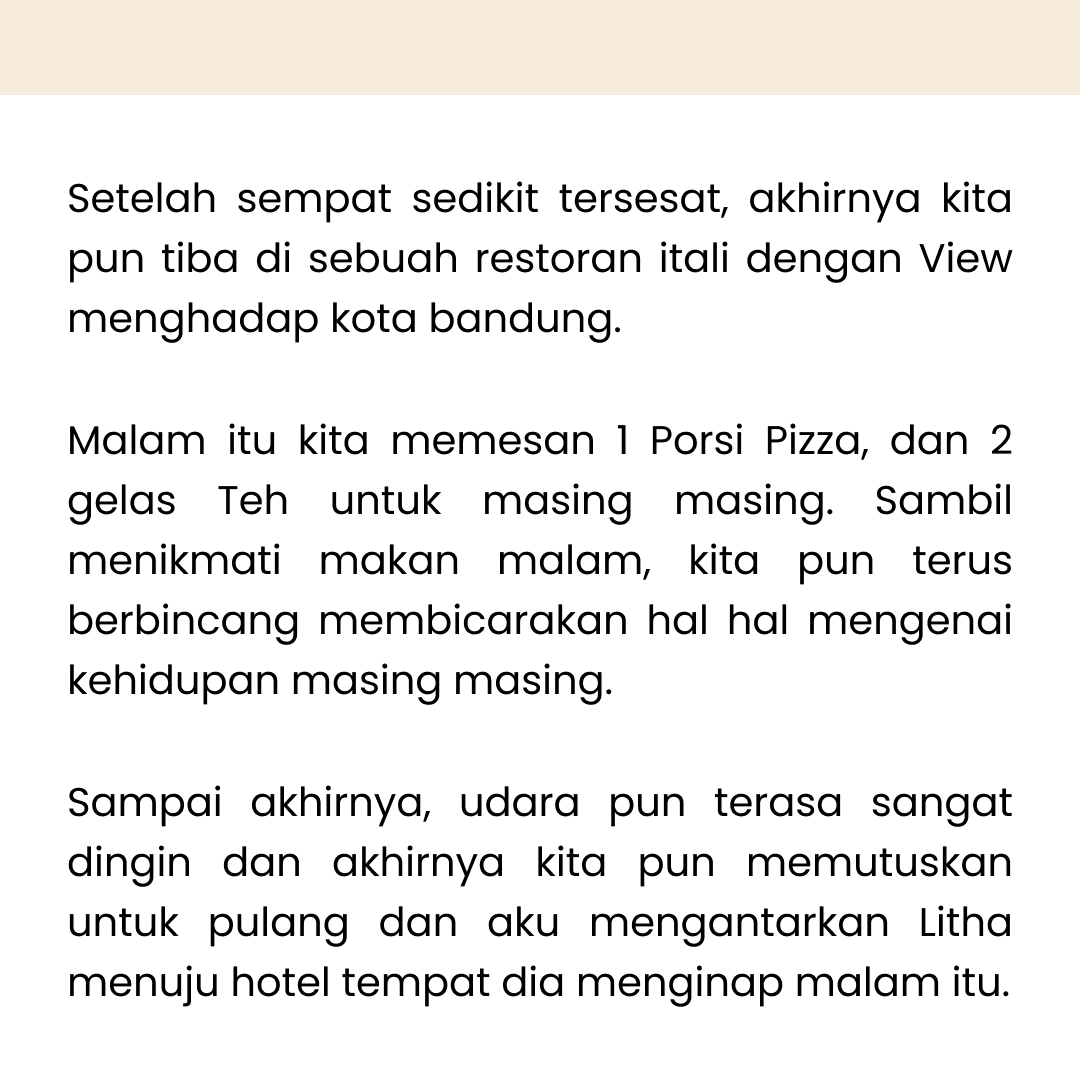 Setelah sempat sedikit tersesat, akhirnya kita
pun tiba di sebuah restoran itali dengan View
menghadap kota bandung.
Malam itu kita memesan 1 Porsi Pizza, dan 2
gelas Teh untuk masing masing. Sambil
menikmati makan malam, kita pun terus
berbincang membicarakan hal hal mengenai
kehidupan masing masing.
Sampai akhirnya, udara pun terasa sangat
dingin dan akhirnya kita pun memutuskan
untuk pulang dan aku mengantarkan Litha
menuju hotel tempat dia menginap malam itu.